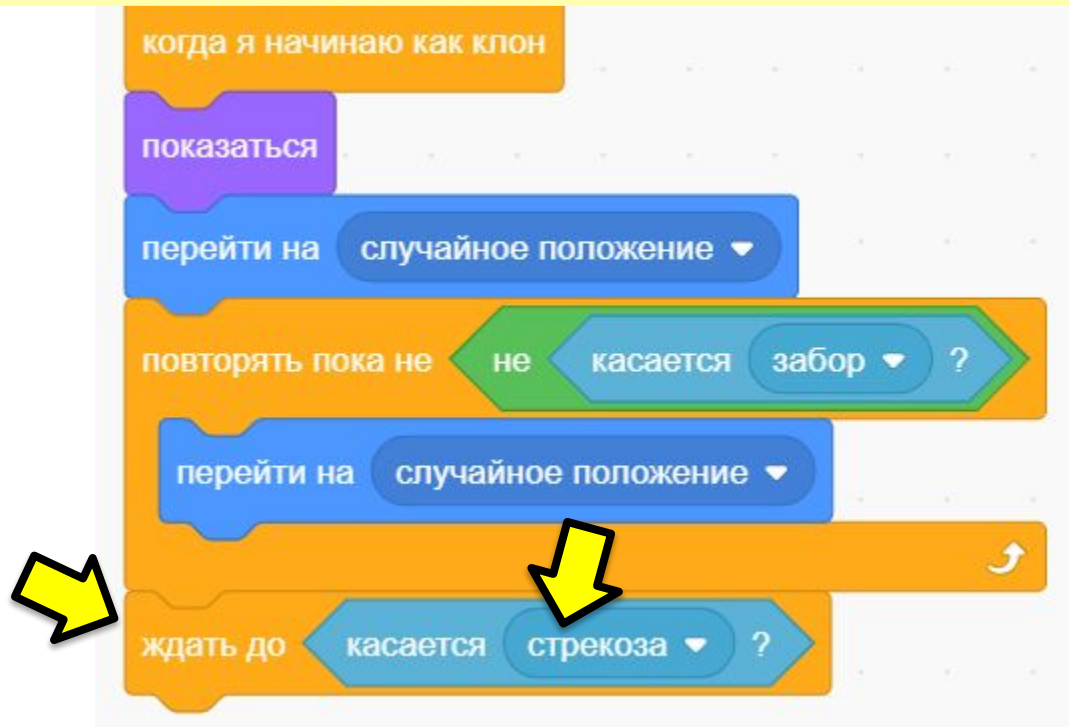 когда я начинаю как клон
показаться
перейти на случайное положение
повторять пока не не касается забор ?
перейти на случайное положение
ждать до касается стрекоза ?